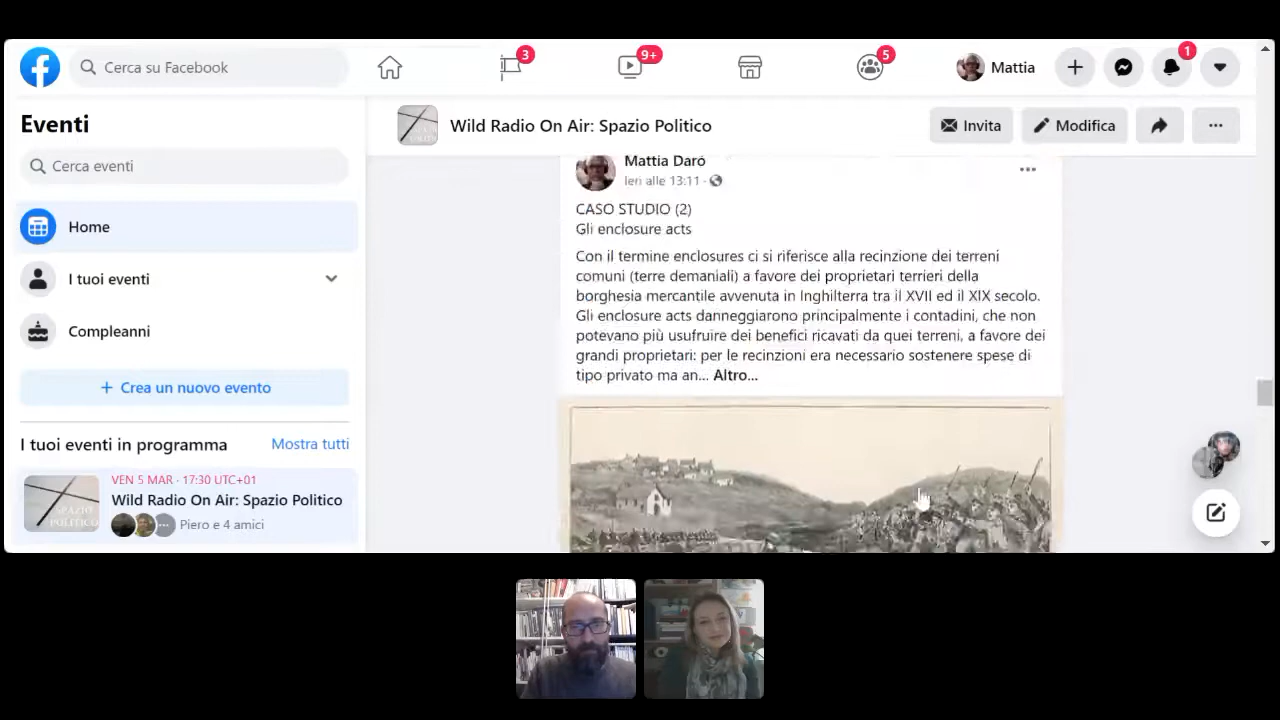 Cerca su Facebook
3
9+
5
Mattia
1
Eventi
Cerca eventi
Home
I tuoi eventi
Compleanni
+ Crea un nuovo evento
I tuoi eventi in programma
Mostra tutti
VEN 5 MAR · 17:30 UTC+01
Wild Radio On Air: Spazio Politico
Piero e 4 amici
Wild Radio On Air: Spazio Politico
Invita
Modifica
Mattia Darò
Ieri alle 13:11 ·
CASO STUDIO (2)
Gli enclosure acts
Con il termine enclosures ci si riferisce alla recinzione dei terreni
comuni (terre demaniali) a favore dei proprietari terrieri della
borghesia mercantile avvenuta in Inghilterra tra il XVII ed il XIX secolo.
Gli enclosure acts danneggiarono principalmente i contadini, che non
potevano più usufruire dei benefici ricavati da quei terreni, a favore dei
grandi proprietari: per le recinzioni era necessario sostenere spese di
tipo privato ma an... Altro...